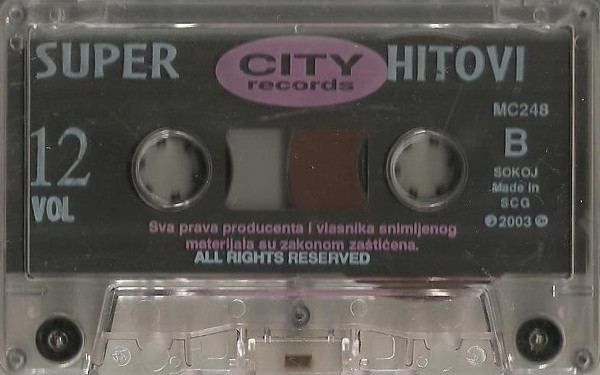 SUPER CITY HITOVI
records
MC248
12
B
VOL
SOKOJ
Made in
SCG
℗ 2003 ©
Sva prava producenta i vlasnika snimljenog
materijala su zakonom zaštićena.
ALL RIGHTS RESERVED